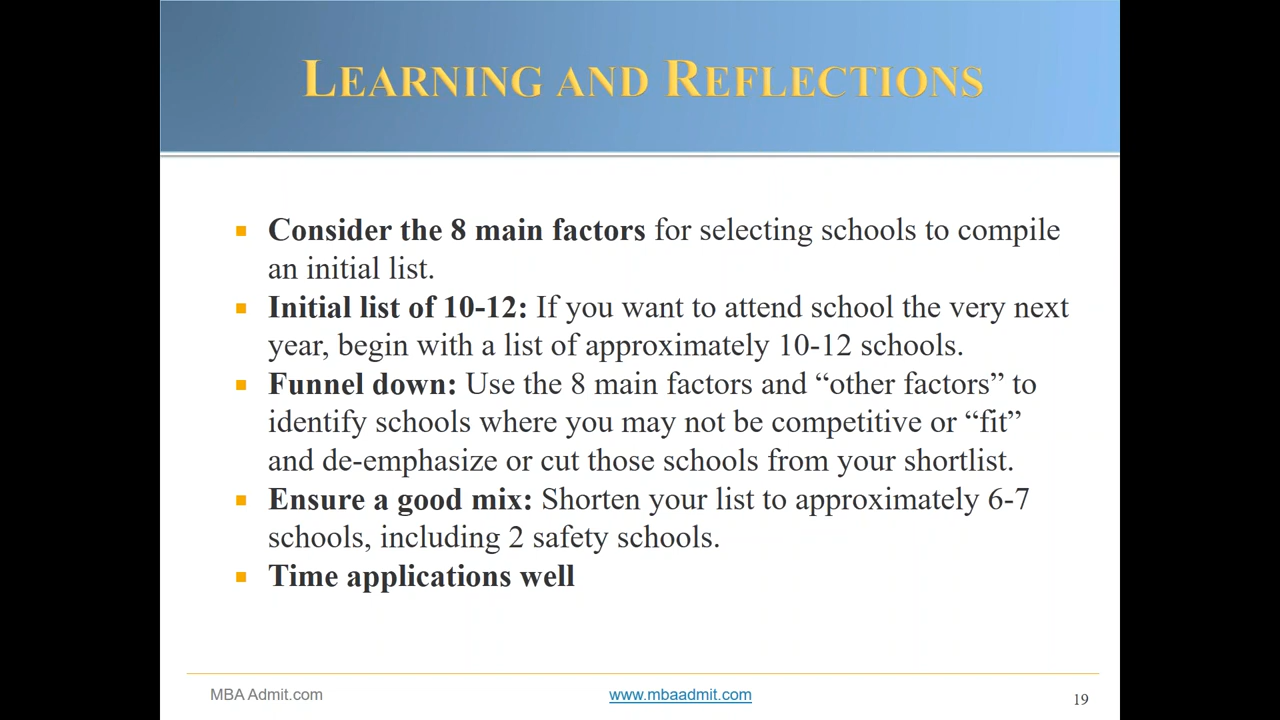 LEARNING AND REFLECTIONS
Consider the 8 main factors for selecting schools to compile
an initial list.
Initial list of 10-12: If you want to attend school the very next
year, begin with a list of approximately 10-12 schools.
Funnel down: Use the 8 main factors and “other factors” to
identify schools where you may not be competitive or “fit”
and de-emphasize or cut those schools from your shortlist.
Ensure a good mix: Shorten your list to approximately 6-7
schools, including 2 safety schools.
Time applications well
MBA Admit.com
www.mbaadmit.com
19